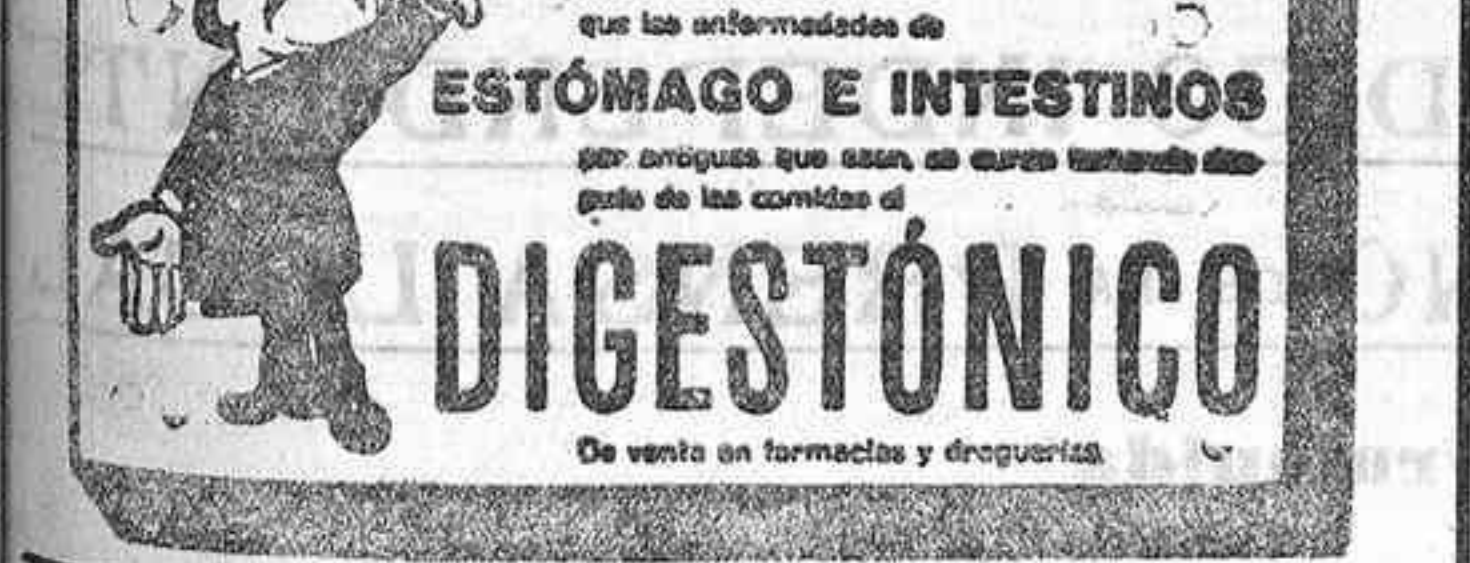 que las enfermedades de
ESTÓMAGO E INTESTINOS
por antiguas que sean, se curan tomando des-
pués de las comidas el
DIGESTÓNICO
De venta en farmacias y droguerías